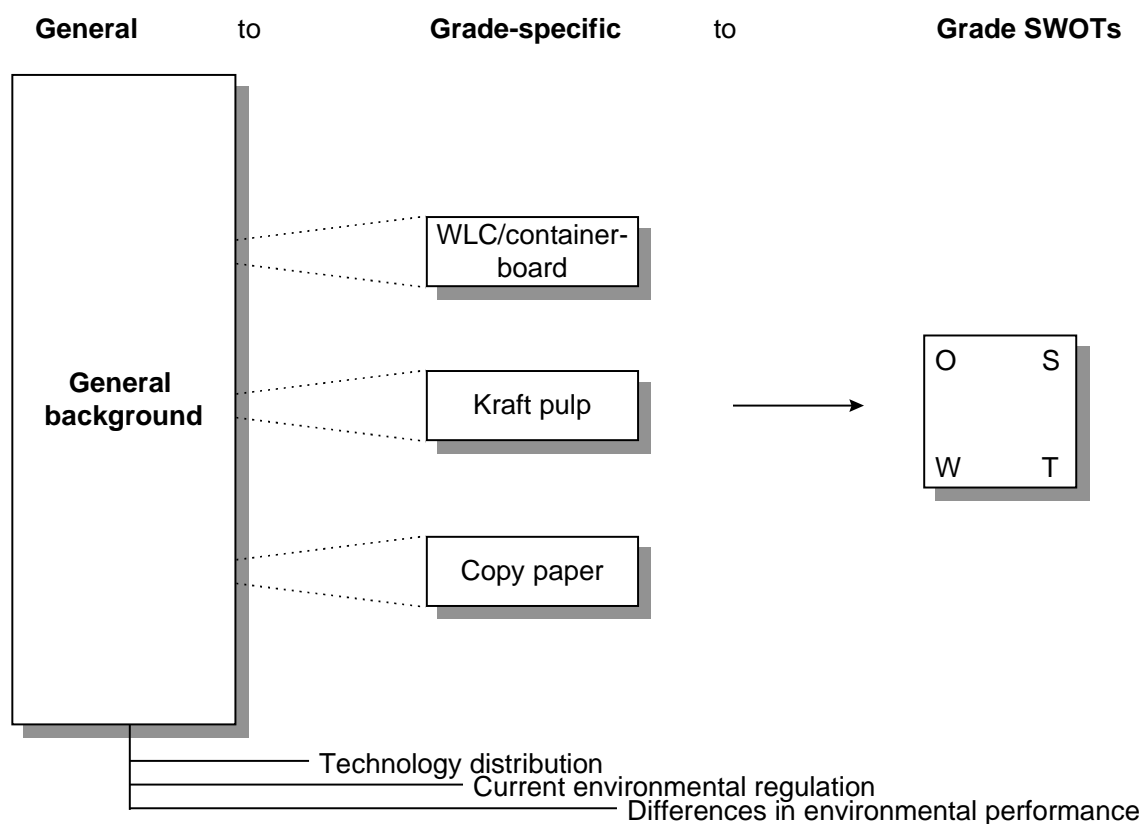 General to Grade-specific to Grade SWOTs
WLC/container-
board
General
background
Kraft pulp
O S
W T
Copy paper
Technology distribution
Current environmental regulation
Differences in environmental performance